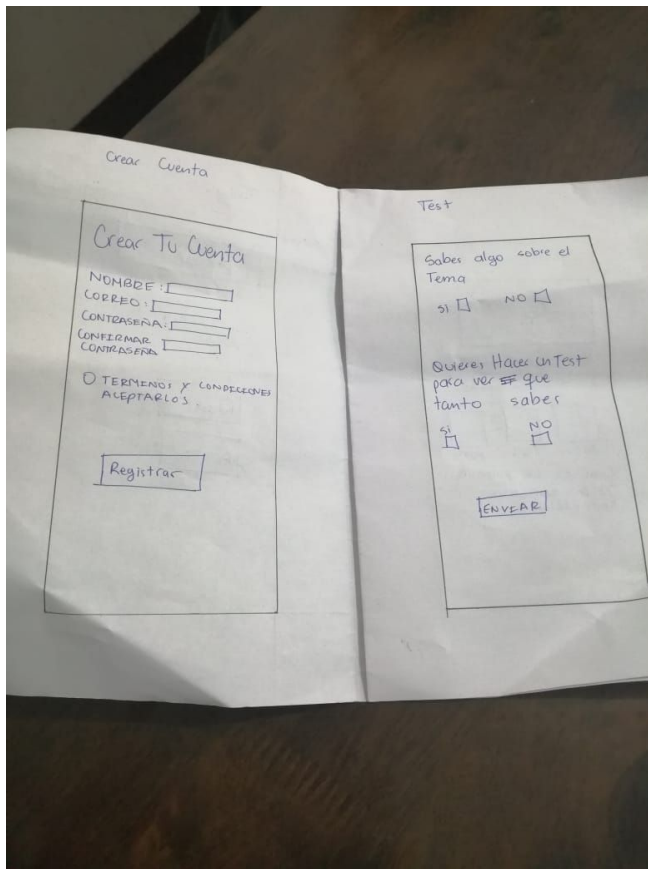 Crear Cuenta
Crear Tu Cuenta
NOMBRE:
CORREO:
CONTRASEÑA:
CONFIRMAR
CONTRASEÑA
TERMINOS Y CONDICIONES
ACEPTARLOS
Registrar
Test
Sabes algo sobre el
Tema
SI NO
Quieres Hacer un Test
para ver que
tanto saber
SI NO
ENVIAR